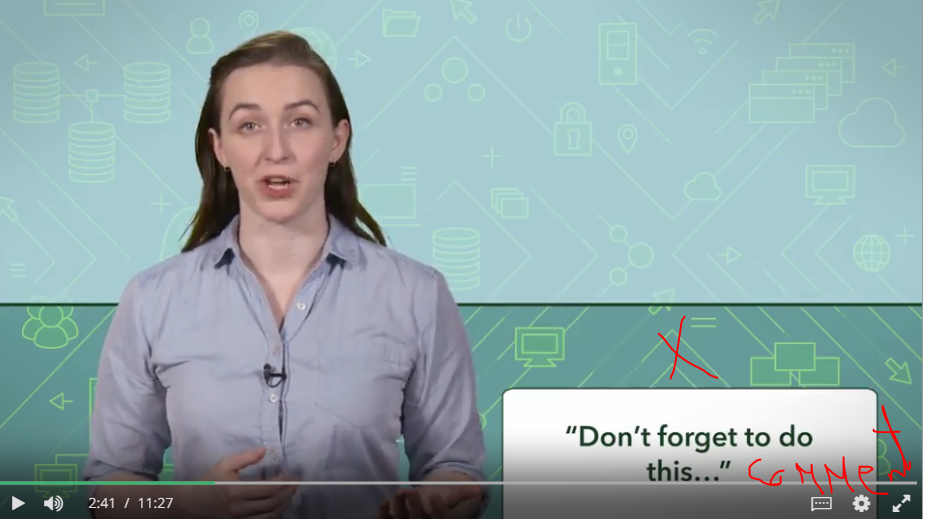 X
“Don’t forget to do
this...” COMMENT
2:41 / 11:27